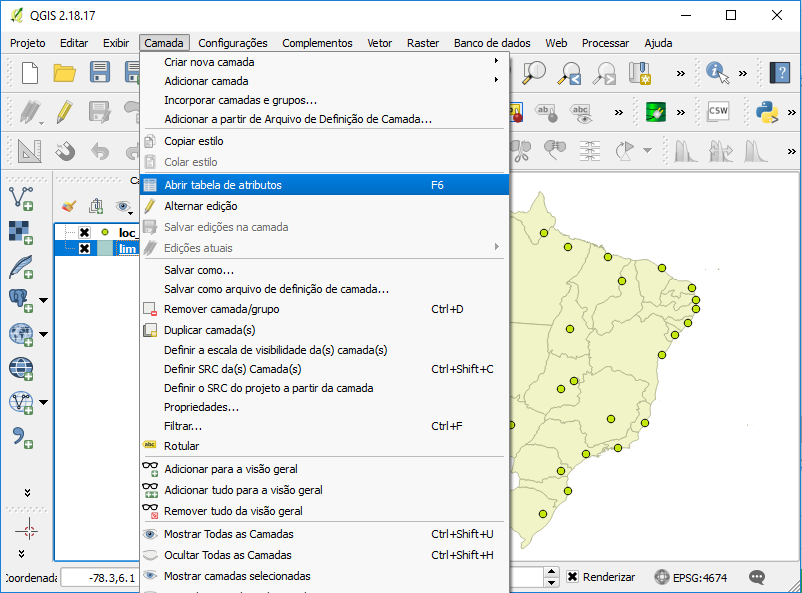 QGIS 2.18.17
Projeto Editar Exibir Camada Configurações Complementos Vetor Raster Banco de dados Web Processar Ajuda
Criar nova camada
Adicionar camada
Incorporar camadas e grupos...
Adicionar a partir de Arquivo de Definição de Camada...
Copiar estilo
Colar estilo
Abrir tabela de atributos F6
Alternar edição
Salvar edições na camada
Edições atuais
Salvar como...
Salvar como arquivo de definição de camada...
Remover camada/grupo Ctrl+D
Duplicar camada(s)
Definir a escala de visibilidade da(s) camada(s)
Definir SRC da(s) Camada(s) Ctrl+Shift+C
Definir o SRC do projeto a partir da camada
Propriedades...
Filtrar... Ctrl+F
abc Rotular
Adicionar para a visão geral
Adicionar tudo para a visão geral
Remover tudo da visão geral
Mostrar Todas as Camadas Ctrl+Shift+U
Ocultar Todas as Camadas Ctrl+Shift+H
Mostrar camadas selecionadas
ab abc CSW
Ca
loc_
lim
Coordenada -78.3,6.1 Renderizar EPSG:4674